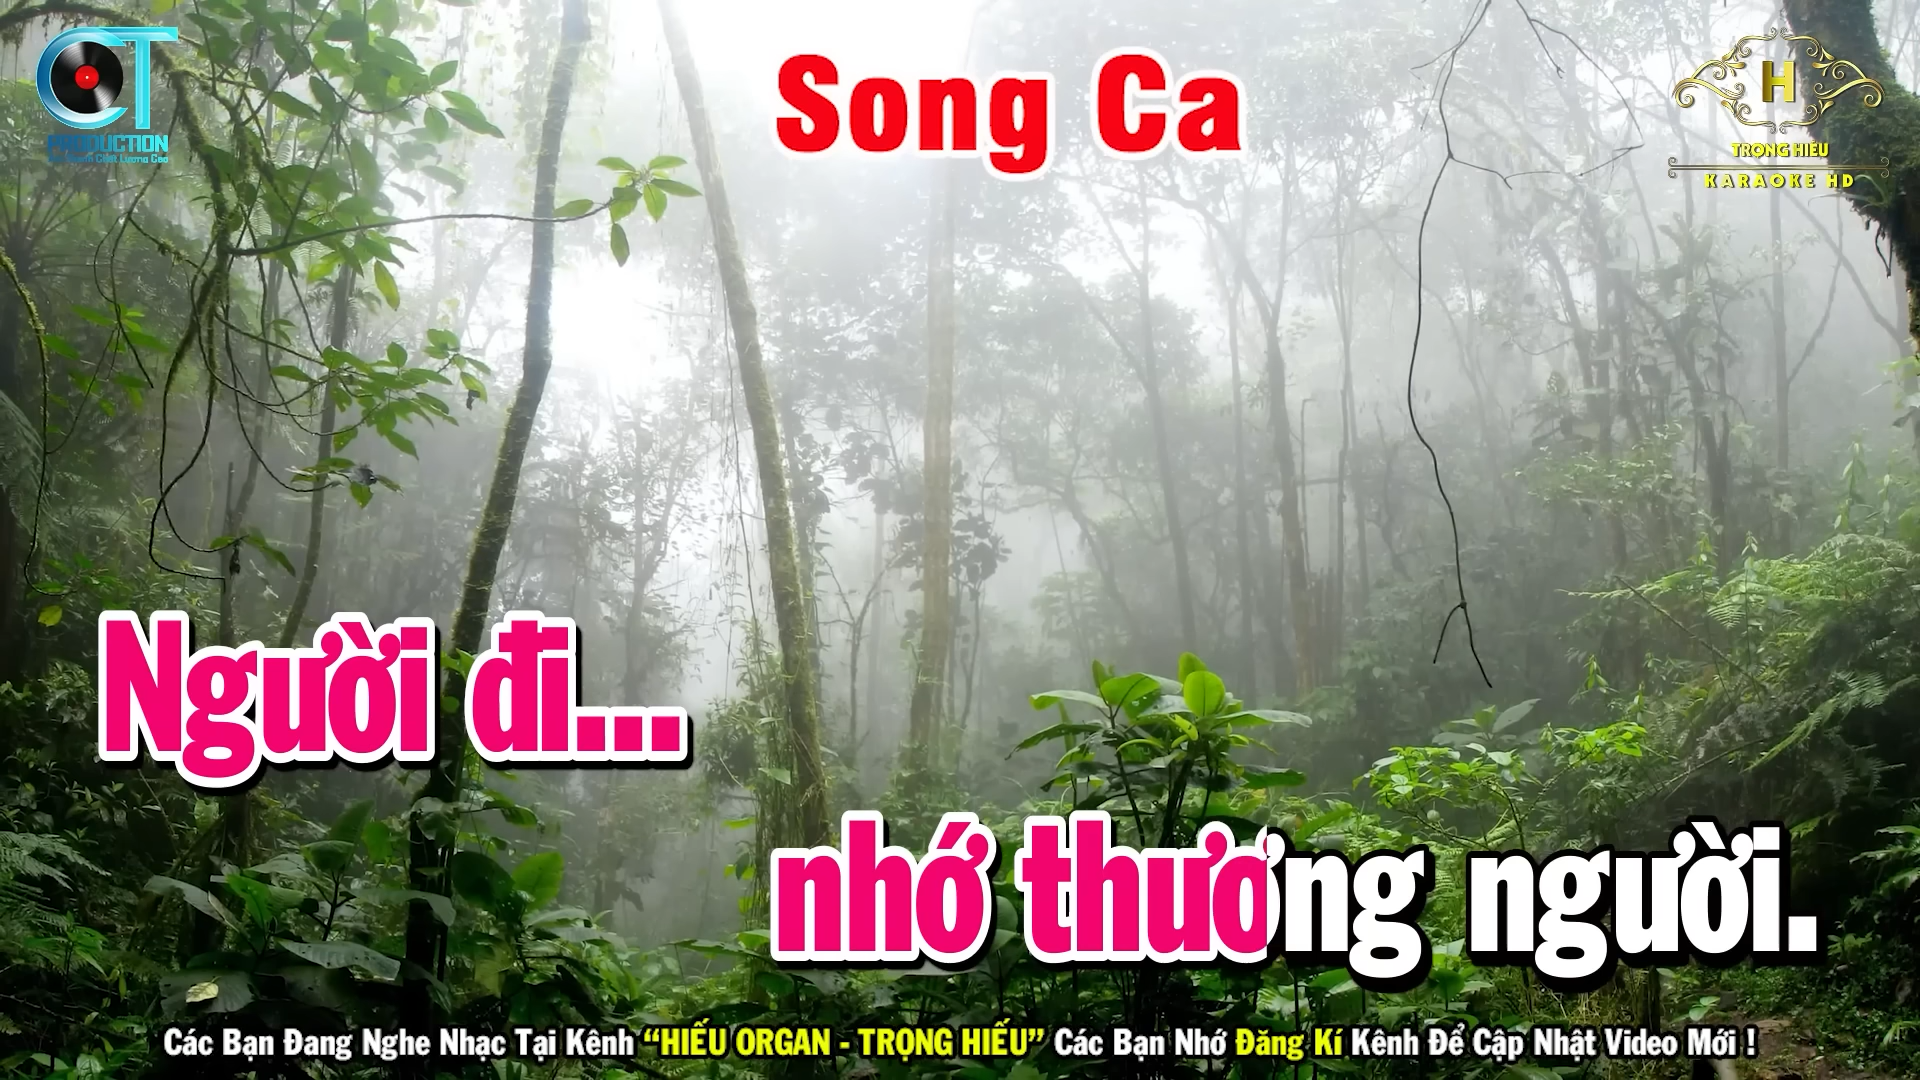 CT
PRODUCTION
Song Ca
H
TRỌNG HIẾU
KARAOKE HD
Người đi...
nhớ thương người.
Các Bạn Đang Nghe Nhạc Tại Kênh “HIẾU ORGAN - TRỌNG HIẾU” Các Bạn Nhớ Đăng Kí Kênh Để Cập Nhật Video Mới !